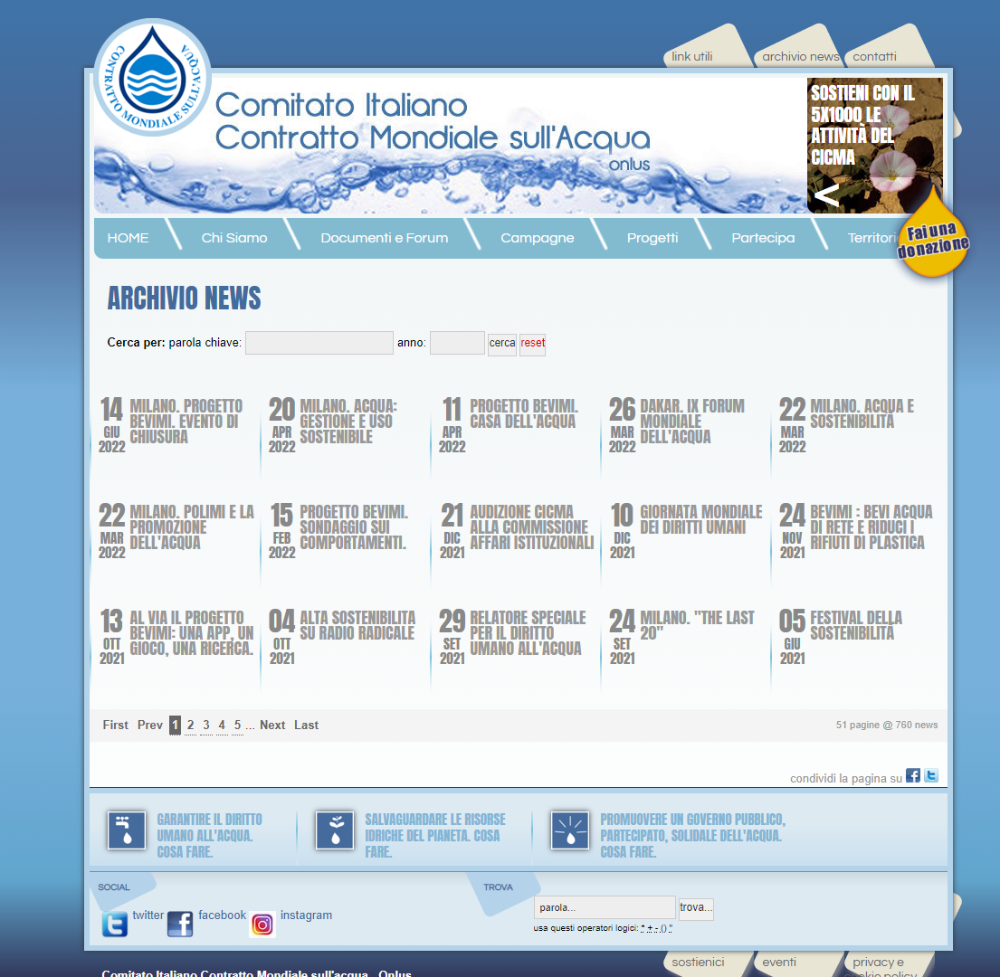 link utili
archivio news
contatti
CONTRATTO MONDIALE SULL'ACQUA
Comitato Italiano
Contratto Mondiale sull'Acqua
onlus
SOSTIENI CON IL
5X1000 LE
ATTIVITÀ DEL
CICMA
<
HOME
Chi Siamo
Documenti e Forum
Campagne
Progetti
Partecipa
Territori
Fai una
donazione
ARCHIVIO NEWS
Cerca per: parola chiave:
anno:
cerca
reset
14
GIU
2022
MILANO. PROGETTO
BEVIMI. EVENTO DI
CHIUSURA
20
APR
2022
MILANO. ACQUA:
GESTIONE E USO
SOSTENIBILE
11
APR
2022
PROGETTO BEVIMI.
CASA DELL'ACQUA
26
MAR
2022
DAKAR. IX FORUM
MONDIALE
DELL'ACQUA
22
MAR
2022
MILANO. ACQUA E
SOSTENIBILITÀ
22
MAR
2022
MILANO. POLIMI E LA
PROMOZIONE
DELL'ACQUA
15
FEB
2022
PROGETTO BEVIMI.
SONDAGGIO SUI
COMPORTAMENTI.
21
DIC
2021
AUDIZIONE CICMA
ALLA COMMISSIONE
AFFARI ISTITUZIONALI
10
DIC
2021
GIORNATA MONDIALE
DEI DIRITTI UMANI
24
NOV
2021
BEVIMI : BEVI ACQUA
DI RETE E RIDUCI I
RIFIUTI DI PLASTICA
13
OTT
2021
AL VIA IL PROGETTO
BEVIMI: UNA APP, UN
GIOCO, UNA RICERCA.
04
OTT
2021
ALTA SOSTENIBILITA
SU RADIO RADICALE
29
SET
2021
RELATORE SPECIALE
PER IL DIRITTO
UMANO ALL'ACQUA
24
SET
2021
MILANO. "THE LAST
20"
05
GIU
2021
FESTIVAL DELLA
SOSTENIBILITÀ
First Prev 1 2 3 4 5 ... Next Last
51 pagine @ 760 news
condividi la pagina su
GARANTIRE IL DIRITTO
UMANO ALL'ACQUA.
COSA FARE.
SALVAGUARDARE LE RISORSE
IDRICHE DEL PIANETA. COSA
FARE.
PROMUOVERE UN GOVERNO PUBBLICO,
PARTECIPATO, SOLIDALE DELL'ACQUA.
COSA FARE.
SOCIAL
twitter
facebook
instagram
TROVA
parola...
trova...
usa questi operatori logici: * + - () "
sostienici
eventi
privacy e
cookie policy
Comitato Italiano Contratto Mondiale sull'acqua - Onlus